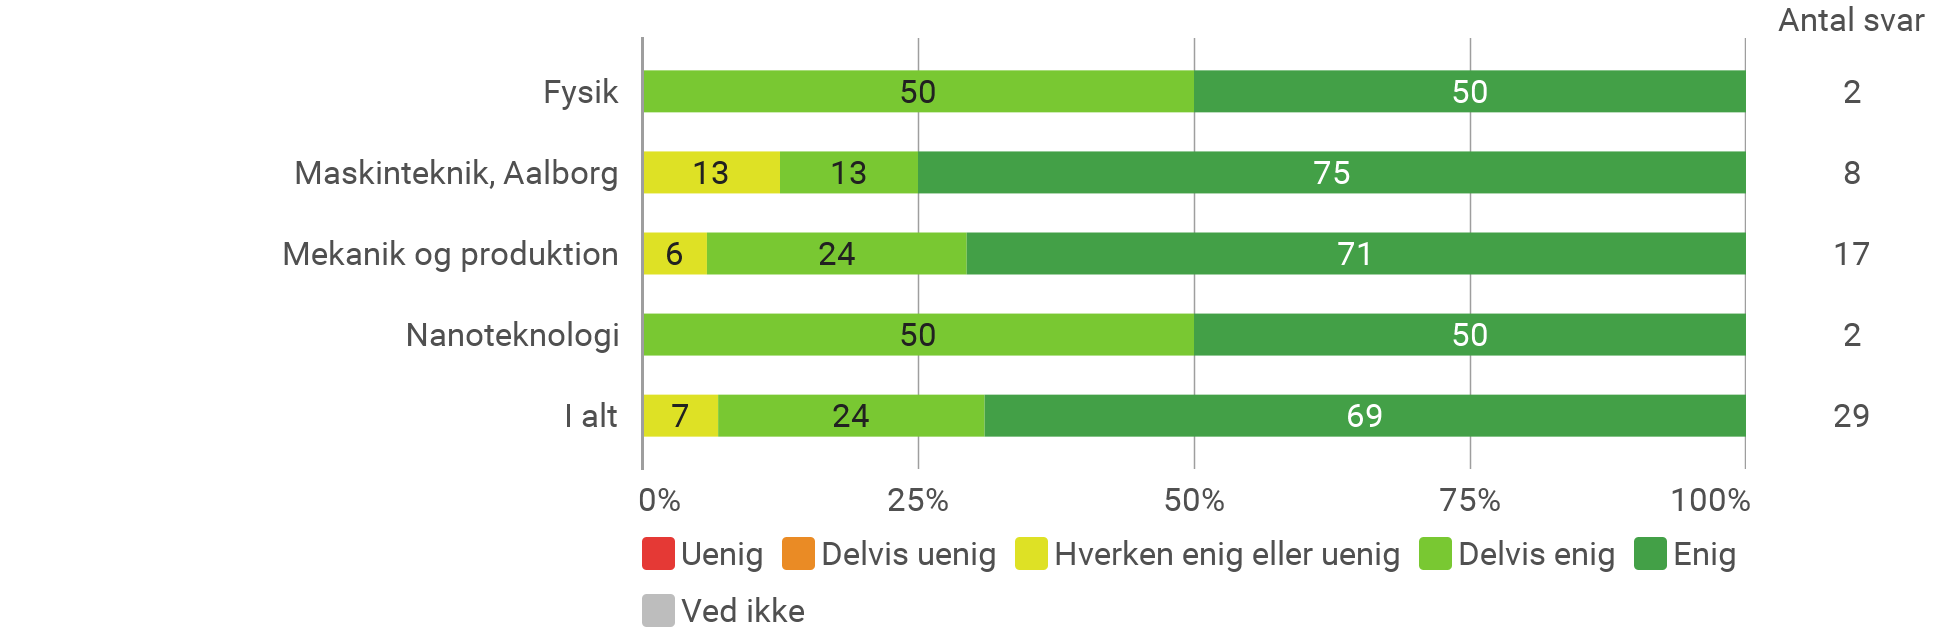 Antal svar
Fysik 50 50 2
Maskinteknik, Aalborg 13 13 75 8
Mekanik og produktion 6 24 71 17
Nanoteknologi 50 50 2
I alt 7 24 69 29
0% 25% 50% 75% 100%
Uenig Delvis uenig Hverken enig eller uenig Delvis enig Enig
Ved ikke